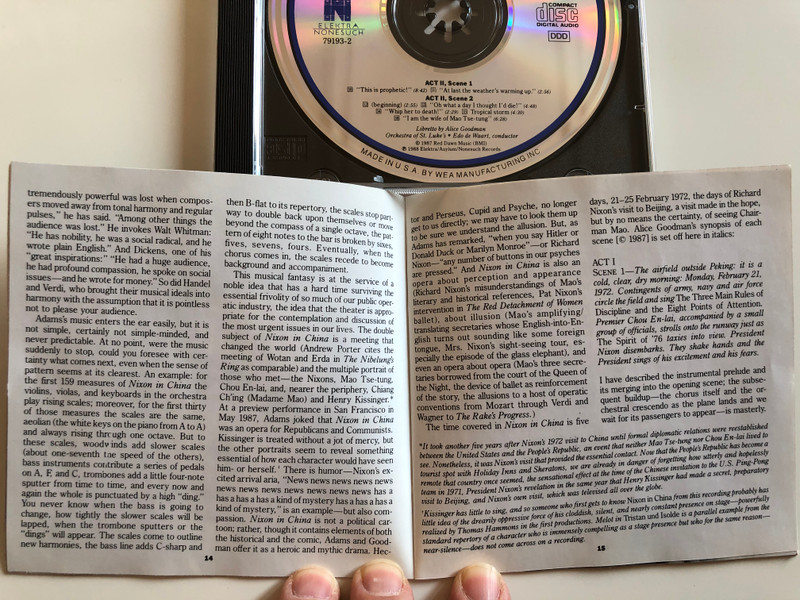 ELEKTRA
NONESUCH
79193-2
COMPACT
disc
DIGITAL AUDIO
DDD
ACT II, Scene 1
"This is prophetic!" (8:42) "At last the weather's warming up." (2:36)
ACT II, Scene 2
(beginning) (2:55) "Oh what a day I thought I'd die!" (4:48)
"Whip her to death!" (2:29) Tropical storm (4:30)
"I am the wife of Mao Tse-tung" (6:28)
Libretto by Alice Goodman
Orchestra of St. Luke's • Edo de Waart, conductor
℗ 1987 Red Dawn Music (BMI)
℗ 1988 Elektra/Asylum/Nonesuch Records
MADE IN U S A BY WEA MANUFACTURING INC
tremendously powerful was lost when compos-
ers moved away from tonal harmony and regular
pulses," he has said. "Among other things the
audience was lost." He invokes Walt Whitman:
"He has nobility, he was a social radical, and he
wrote plain English." And Dickens, one of his
"great inspirations:" "He had a huge audience,
he had profound compassion, he spoke on social
issues—and he wrote for money." So did Handel
and Verdi, who brought their musical ideals into
harmony with the assumption that it is pointless
not to please your audience.
Adams's music enters the ear easily, but it is
not simple, certainly not simple-minded, and
never predictable. At no point, were the music
suddenly to stop, could you foresee with cer-
tainty what comes next, even when the sense of
pattern seems at its clearest. An example: for
the first 159 measures of Nixon in China the
violins, violas, and keyboards in the orchestra
play rising scales; moreover, for the first thirty
of those measures the scales are the same,
aeolian (the white keys on the piano from A to A)
and always rising through one octave. But to
these scales, woodwinds add slower scales
(about one-seventh the speed of the others),
bass instruments contribute a series of pedals
on A, F, and C, trombones add a little four-note
sputter from time to time, and every now and
again the whole is punctuated by a high "ding."
You never know when the bass is going to
change, how tightly the slower scales will be
lapped, when the trombone sputters or the
"dings" will appear. The scales come to outline
new harmonies, the bass line adds C-sharp and
14
then B-flat to its repertory, the scales stop part-
way to double back upon themselves or move
beyond the compass of a single octave, the pat-
tern of eight notes to the bar is broken by sixes,
fives, sevens, fours. Eventually, when the
chorus comes in, the scales recede to become
background and accompaniment.
This musical fantasy is at the service of a
noble idea that has a hard time surviving the
essential frivolity of so much of our public oper-
atic industry, the idea that the theater is appro-
priate for the contemplation and discussion of
the most urgent issues in our lives. The double
subject of Nixon in China is a meeting that
changed the world (Andrew Porter cites the
meeting of Wotan and Erda in The Nibelung's
Ring as comparable) and the multiple portrait of
those who met—the Nixons, Mao Tse-tung,
Chou En-lai, and, nearer the periphery, Chiang
Ch'ing (Madame Mao) and Henry Kissinger.*
At a preview performance in San Francisco in
May 1987, Adams joked that Nixon in China
was an opera for Republicans and Communists.
Kissinger is treated without a jot of mercy, but
the other portraits seem to reveal something
essential of how each character would have seen
him- or herself.† There is humor—Nixon's ex-
cited arrival aria, "News news news news news
news news news news news news news has a
has a has a has a kind of mystery has a has a has a
kind of mystery," is an example—but also com-
passion. Nixon in China is not a political car-
toon; rather, though it contains elements of both
the historical and the comic, Adams and Good-
man offer it as a heroic and mythic drama. Hec-
tor and Perseus, Cupid and Psyche, no longer
get to us directly; we may have to look them up
to be sure we understand the allusion. But, as
Adams has remarked, "when you say Hitler or
Donald Duck or Marilyn Monroe"—or Richard
Nixon—"any number of buttons in your psyches
are pressed." And Nixon in China is also an
opera about perception and appearance
(Richard Nixon's misunderstandings of Mao's
literary and historical references, Pat Nixon's
intervention in The Red Detachment of Women
ballet), about illusion (Mao's amplifying/
translating secretaries whose English-into-En-
glish turns out sounding like some foreign
tongue, Mrs. Nixon's sight-seeing tour, es-
pecially the episode of the glass elephant), and
even an opera about opera (Mao's three secre-
taries borrowed from the court of the Queen of
the Night, the device of ballet as reinforcement
of the story, the allusions to a host of operatic
conventions from Mozart through Verdi and
Wagner to The Rake's Progress.)
The time covered in Nixon in China is five
days, 21–25 February 1972, the days of Richard
Nixon's visit to Beijing, a visit made in the hope,
but by no means the certainty, of seeing Chair-
man Mao. Alice Goodman's synopsis of each
scene [© 1987] is set off here in italics:
ACT I
SCENE 1—The airfield outside Peking: it is a
cold, clear, dry morning: Monday, February 21,
1972. Contingents of army, navy and air force
circle the field and sing The Three Main Rules of
Discipline and the Eight Points of Attention.
Premier Chou En-lai, accompanied by a small
group of officials, strolls onto the runway just as
The Spirit of '76 taxies into view. President
Nixon disembarks. They shake hands and the
President sings of his excitement and his fears.
I have described the instrumental prelude and
its merging into the opening scene; the subse-
quent buildup—the chorus itself and the or-
chestral crescendo as the plane lands and we
wait for its passengers to appear—is masterly.
*It took another five years after Nixon's 1972 visit to China until formal diplomatic relations were reestablished
between the United States and the People's Republic, an event that neither Mao Tse-tung nor Chou En-lai lived to
see. Nonetheless, it was Nixon's visit that provided the essential contact. Now that the People's Republic has become a
tourist spot with Holiday Inns and Sheratons, we are already in danger of forgetting how utterly and hopelessly
remote that country once seemed, the sensational effect at the time of the Chinese invitation to the U.S. Ping-Pong
team in 1971, President Nixon's revelation in the same year that Henry Kissinger had made a secret, preparatory
visit to Beijing, and Nixon's own visit, which was televised all over the globe.
†Kissinger has little to sing, and so someone who first gets to know Nixon in China from this recording probably has
little idea of the dreamily oppressive force of his cloddish, silent, and nearly constant presence on stage—powerfully
realized by Thomas Hammons in the first productions. Melot in Tristan und Isolde is a parallel example from the
standard repertory of a character who is immensely compelling as a stage presence but who for the same reason—
near-silence—does not come across on a recording.
15